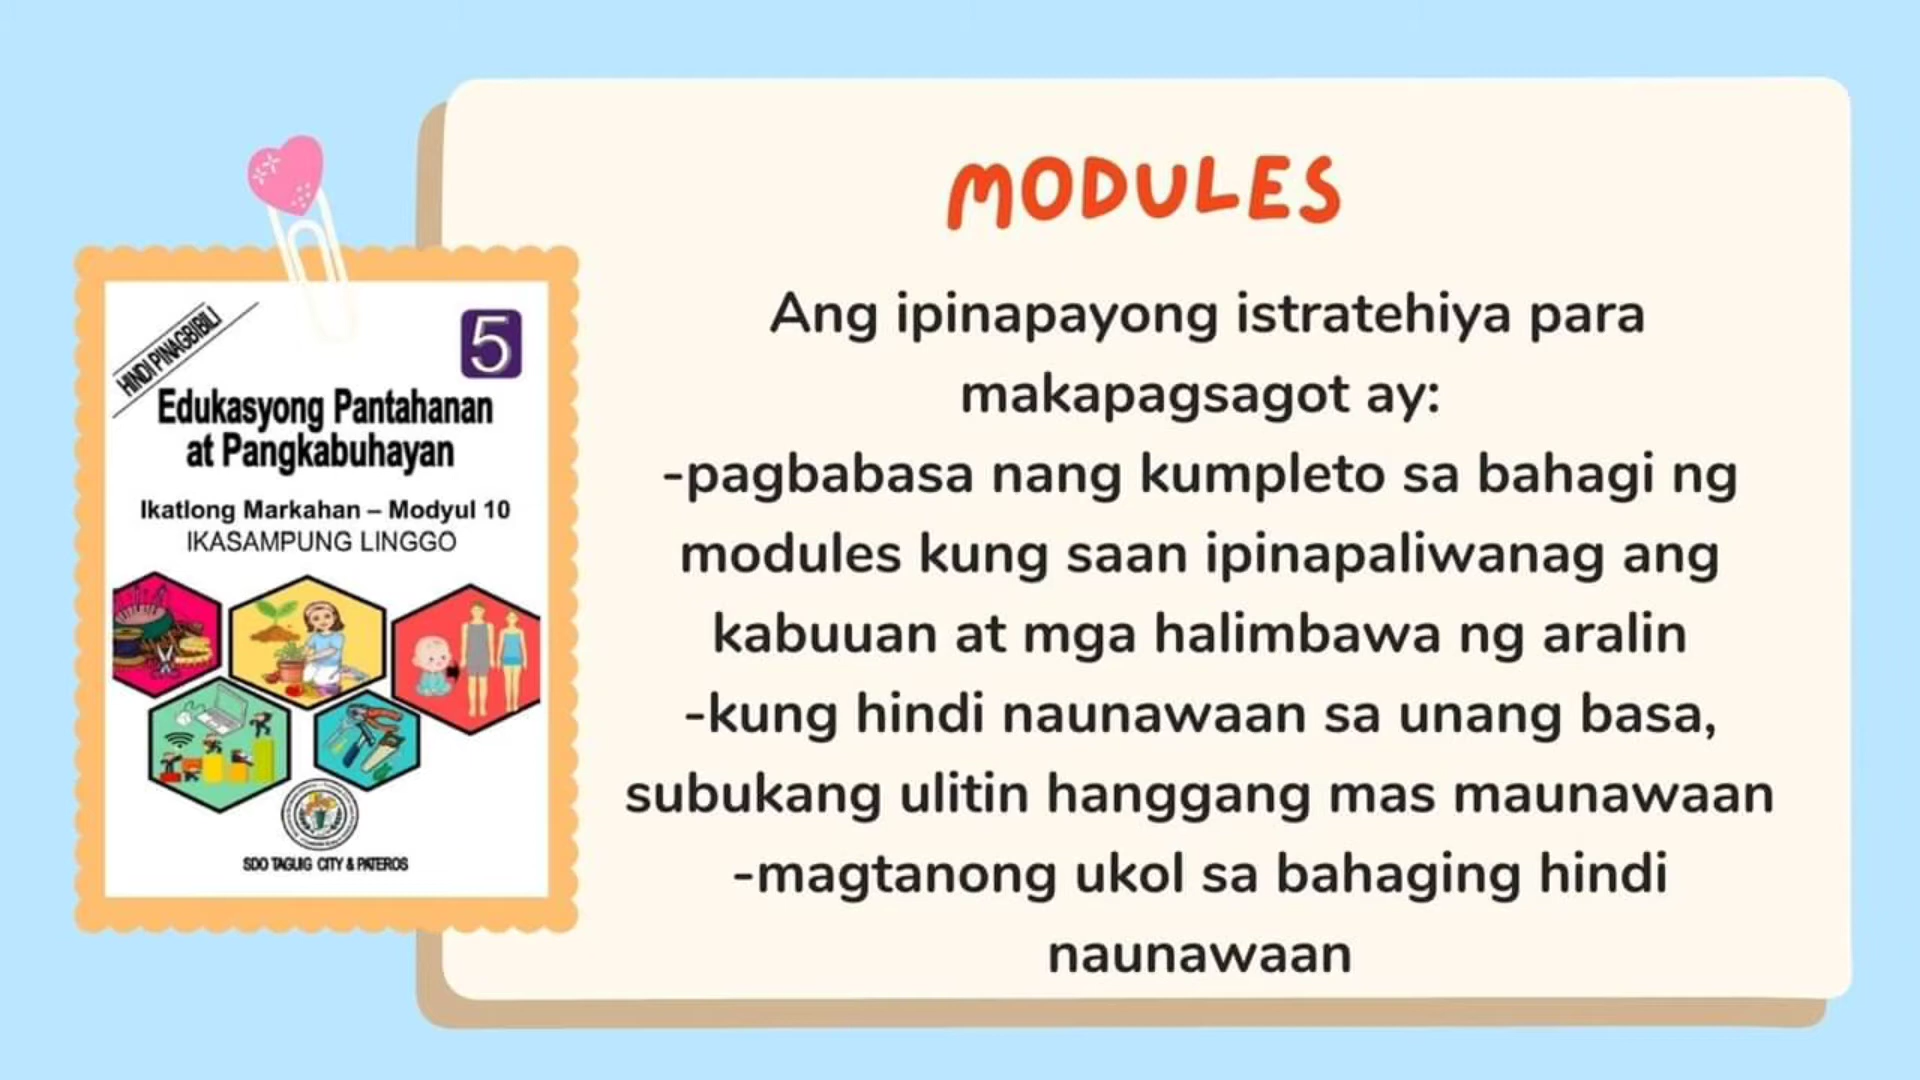 MODULES
Ang ipinapayong istratehiya para
makapagsagot ay:
-pagbabasa nang kumpleto sa bahagi ng
modules kung saan ipinapaliwanag ang
kabuuan at mga halimbawa ng aralin
-kung hindi naunawaan sa unang basa,
subukang ulitin hanggang mas maunawaan
-magtanong ukol sa bahaging hindi
naunawaan
HINDI PINAGBIBILI
5
Edukasyong Pantahanan
at Pangkabuhayan
Ikatlong Markahan – Modyul 10
IKASAMPUNG LINGGO
SDO TAGUIG CITY & PATEROS